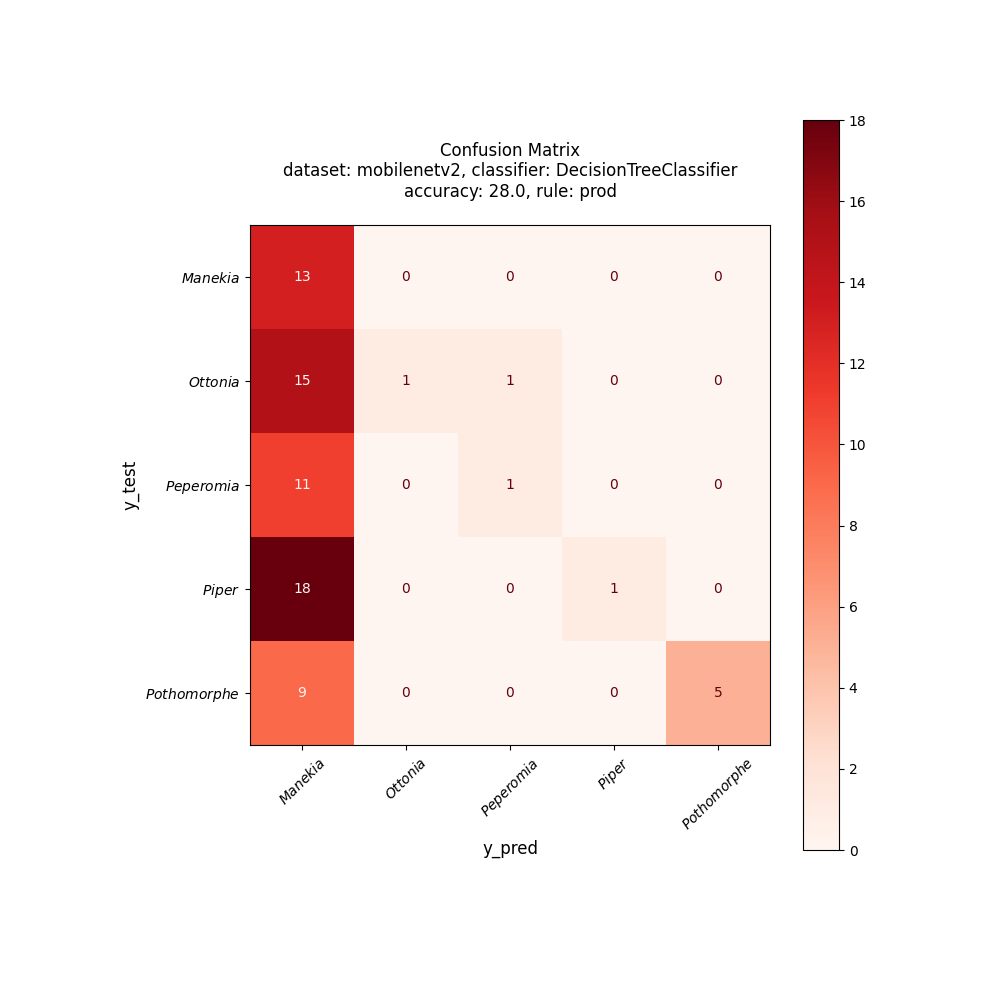 Confusion Matrix
dataset: mobilenetv2, classifier: DecisionTreeClassifier
accuracy: 28.0, rule: prod
Manekia 13 0 0 0 0
Ottonia 15 1 1 0 0
Peperomia 11 0 1 0 0
Piper 18 0 0 1 0
Pothomorphe 9 0 0 0 5
y_test
Manekia Ottonia Peperomia Piper Pothomorphe
y_pred
18
16
14
12
10
8
6
4
2
0